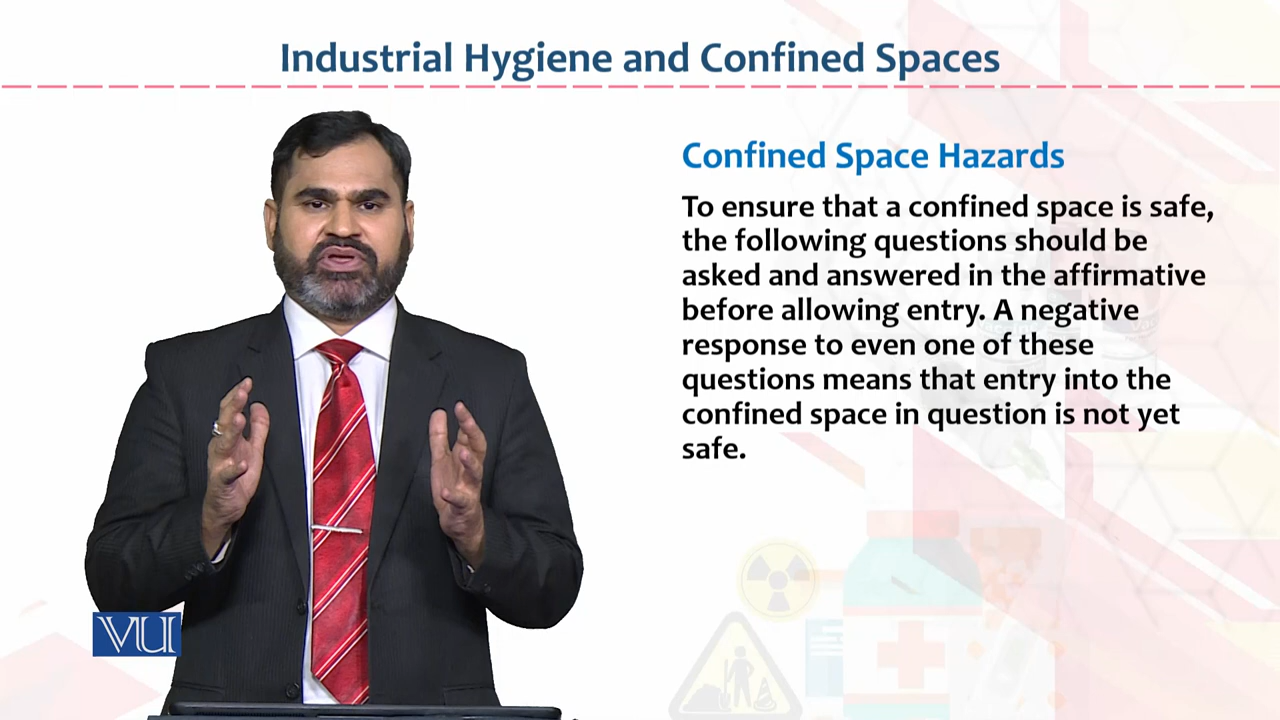 Industrial Hygiene and Confined Spaces
Confined Space Hazards
To ensure that a confined space is safe,
the following questions should be
asked and answered in the affirmative
before allowing entry. A negative
response to even one of these
questions means that entry into the
confined space in question is not yet
safe.
VU